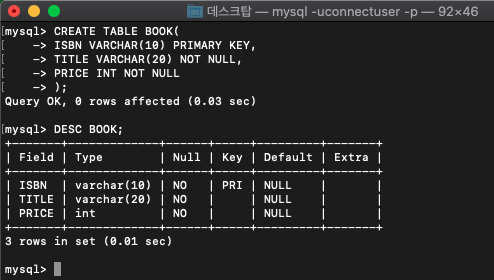 데스크탑 — mysql -uconnectuser -p — 92×46
mysql> CREATE TABLE BOOK(
    -> ISBN VARCHAR(10) PRIMARY KEY,
    -> TITLE VARCHAR(20) NOT NULL,
    -> PRICE INT NOT NULL
    -> );
Query OK, 0 rows affected (0.03 sec)
mysql> DESC BOOK;
+-------+-------------+------+-----+---------+-------+
| Field | Type        | Null | Key | Default | Extra |
+-------+-------------+------+-----+---------+-------+
| ISBN  | varchar(10) | NO   | PRI | NULL    |       |
| TITLE | varchar(20) | NO   |     | NULL    |       |
| PRICE | int         | NO   |     | NULL    |       |
+-------+-------------+------+-----+---------+-------+
3 rows in set (0.01 sec)
mysql>